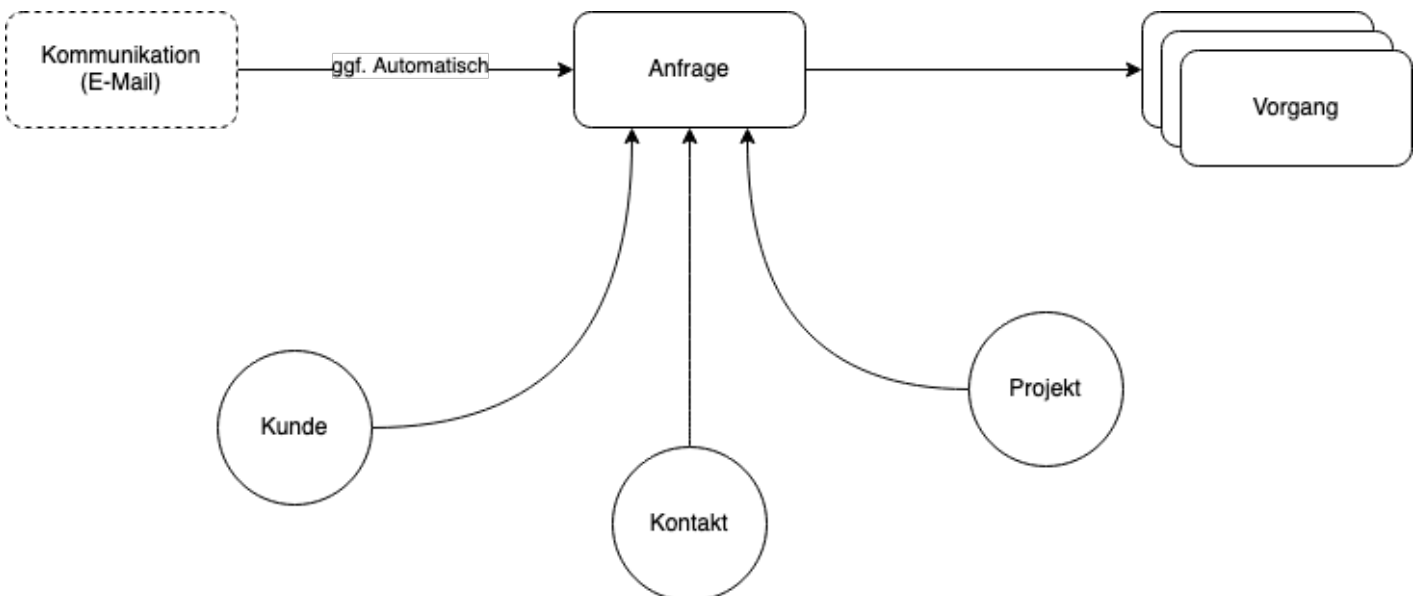 Kommunikation
(E-Mail)
ggf. Automatisch
Anfrage
Vorgang
Projekt
Kunde
Kontakt